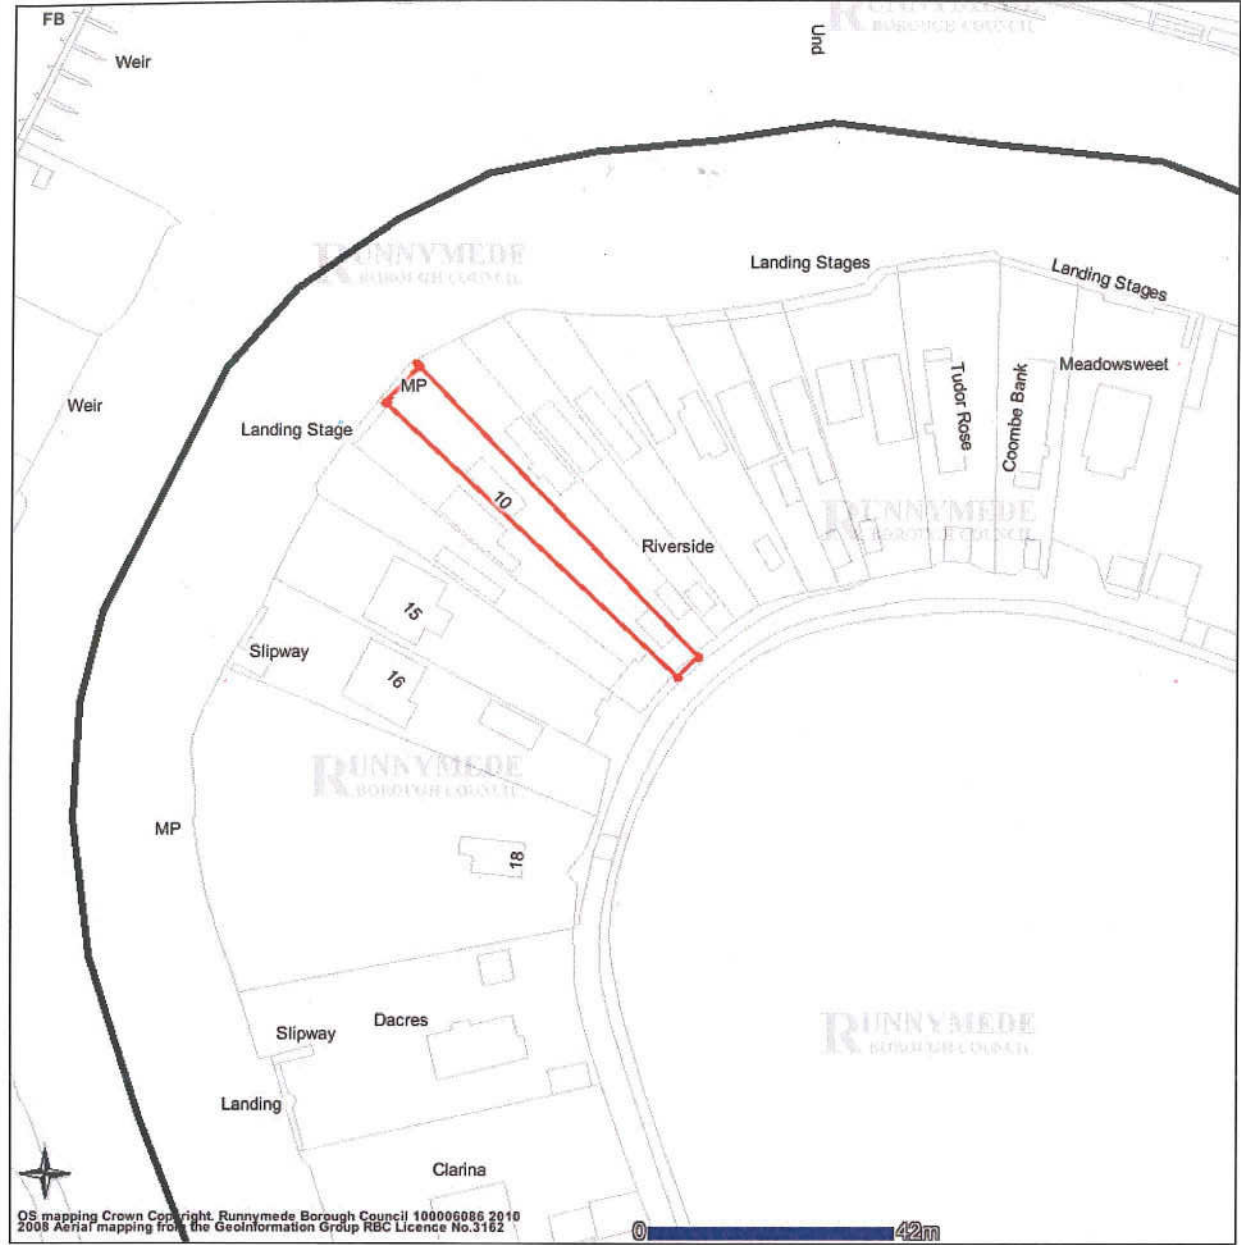 FB
Weir
Und
RUNNYMEDE
BOROUGH COUNCIL
RUNNYMEDE
BOROUGH COUNCIL
Landing Stages
Landing Stages
MP
Tudor Rose
Coombe Bank
Meadowsweet
Weir
Landing Stage
10
Riverside
RUNNYMEDE
BOROUGH COUNCIL
15
Slipway
16
RUNNYMEDE
BOROUGH COUNCIL
MP
18
Dacres
Slipway
RUNNYMEDE
BOROUGH COUNCIL
Landing
Clarina
OS mapping Crown Copyright. Runnymede Borough Council 100006086 2010
2008 Aerial mapping from the GeoInformation Group RBC Licence No.3162
0 42m